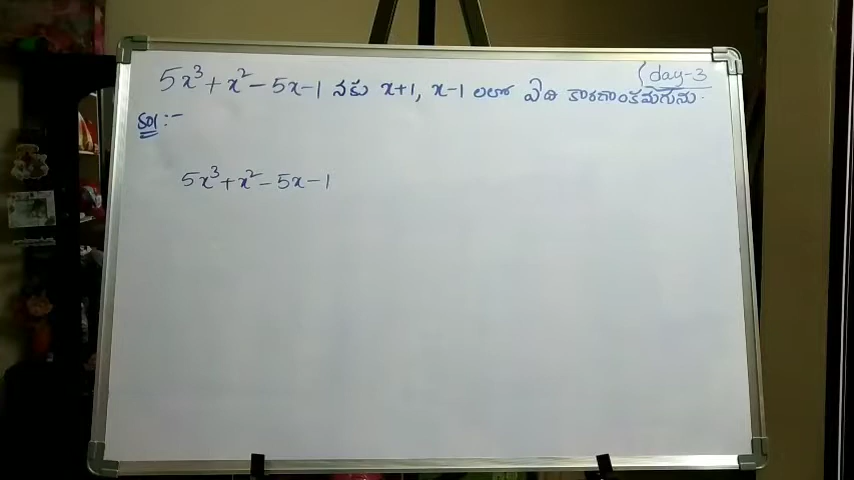 (day-3
5x³ + x² - 5x - 1 నకు x+1, x-1 లలో ఏది కారణాంకమగును.
సా :-
5x³ + x² - 5x - 1